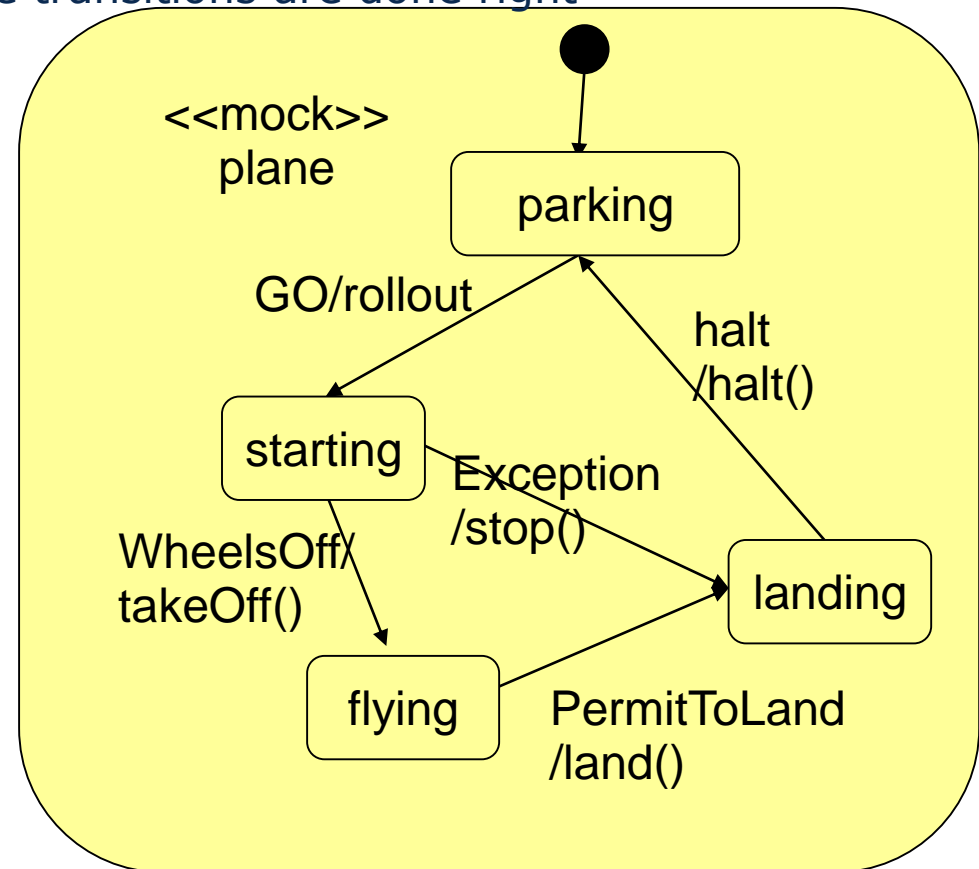 transitions are done right
<<mock>>
plane
parking
GO/rollout
halt
/halt()
starting
Exception
/stop()
WheelsOff/
takeOff()
landing
flying
PermitToLand
/land()